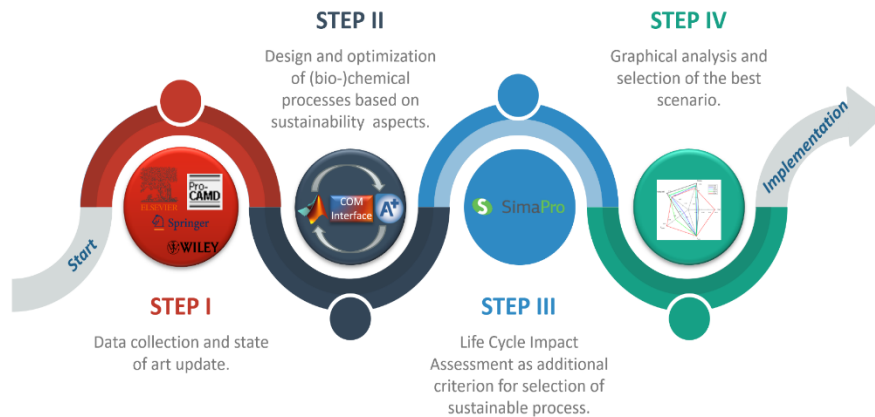 STEP II
Design and optimization
of (bio-)chemical
processes based on
sustainability aspects.
STEP IV
Graphical analysis and
selection of the best
scenario.
Start
ELSEVIER
Pro-
CAMD
Springer
WILEY
COM
Interface
A+
SimaPro
Implementation
STEP I
Data collection and state
of art update.
STEP III
Life Cycle Impact
Assessment as additional
criterion for selection of
sustainable process.